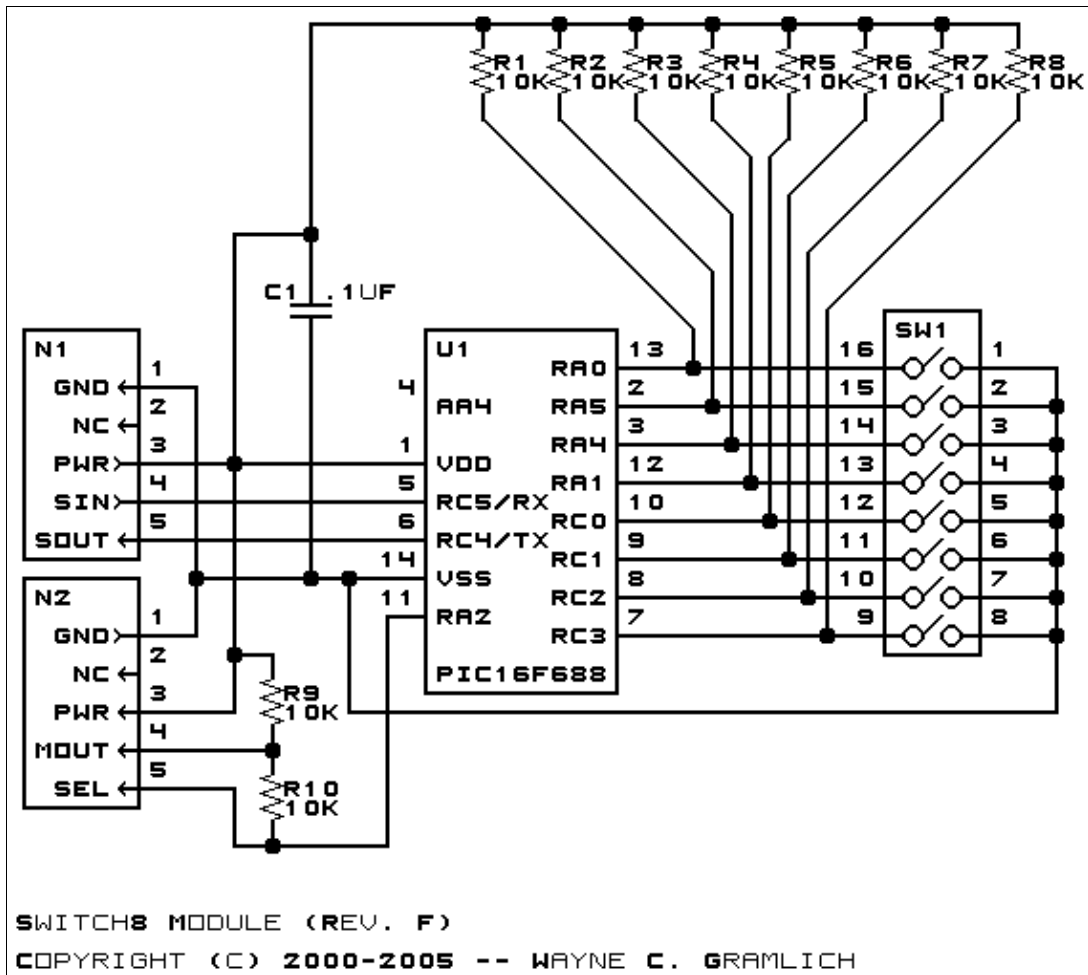 R1 R2 R3 R4 R5 R6 R7 R8
10K 10K 10K 10K 10K 10K 10K 10K
C1 .1UF
N1
GND 1
NC 2
PWR 3
SIN 4
SOUT 5
N2
GND 1
NC 2
PWR 3
MOUT 4
SEL 5
R9
10K
R10
10K
U1
4 AA4
1 VDD
5 RC5/RX
6 RC4/TX
14 VSS
11 RA2
RA0 13
RA5 2
RA4 3
RA1 12
RC0 10
RC1 9
RC2 8
RC3 7
PIC16F688
SW1
16 1
15 2
14 3
13 4
12 5
11 6
10 7
9 8
SWITCH8 MODULE (REV. F)
COPYRIGHT (C) 2000-2005 -- WAYNE C. GRAMLICH